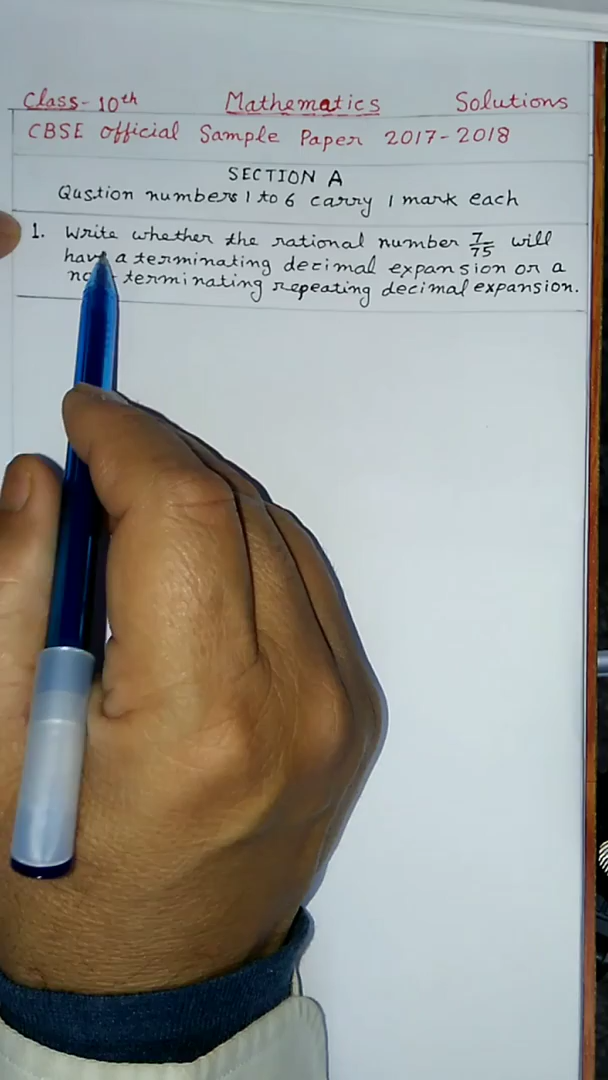 Class-10th Mathematics Solutions
CBSE official Sample Paper 2017-2018
SECTION A
Qustion numbers 1 to 6 carry 1 mark each
1. Write whether the rational number 7/75 will
have a terminating decimal expansion or a
terminating repeating decimal expansion.